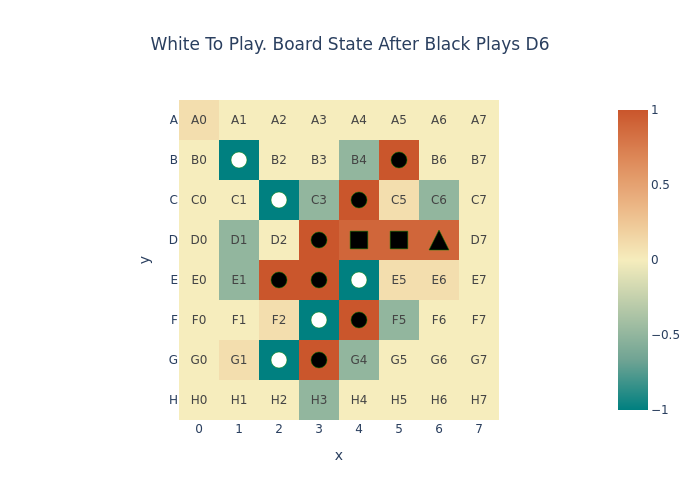 White To Play. Board State After Black Plays D6
A A0 A1 A2 A3 A4 A5 A6 A7
B B0 B2 B3 B4 B6 B7
C C0 C1 C3 C5 C6 C7
D D0 D1 D2 D7
E E0 E1 E5 E6 E7
F F0 F1 F2 F5 F6 F7
G G0 G1 G4 G5 G6 G7
H H0 H1 H2 H3 H4 H5 H6 H7
0 1 2 3 4 5 6 7
x
y
1
0.5
0
−0.5
−1